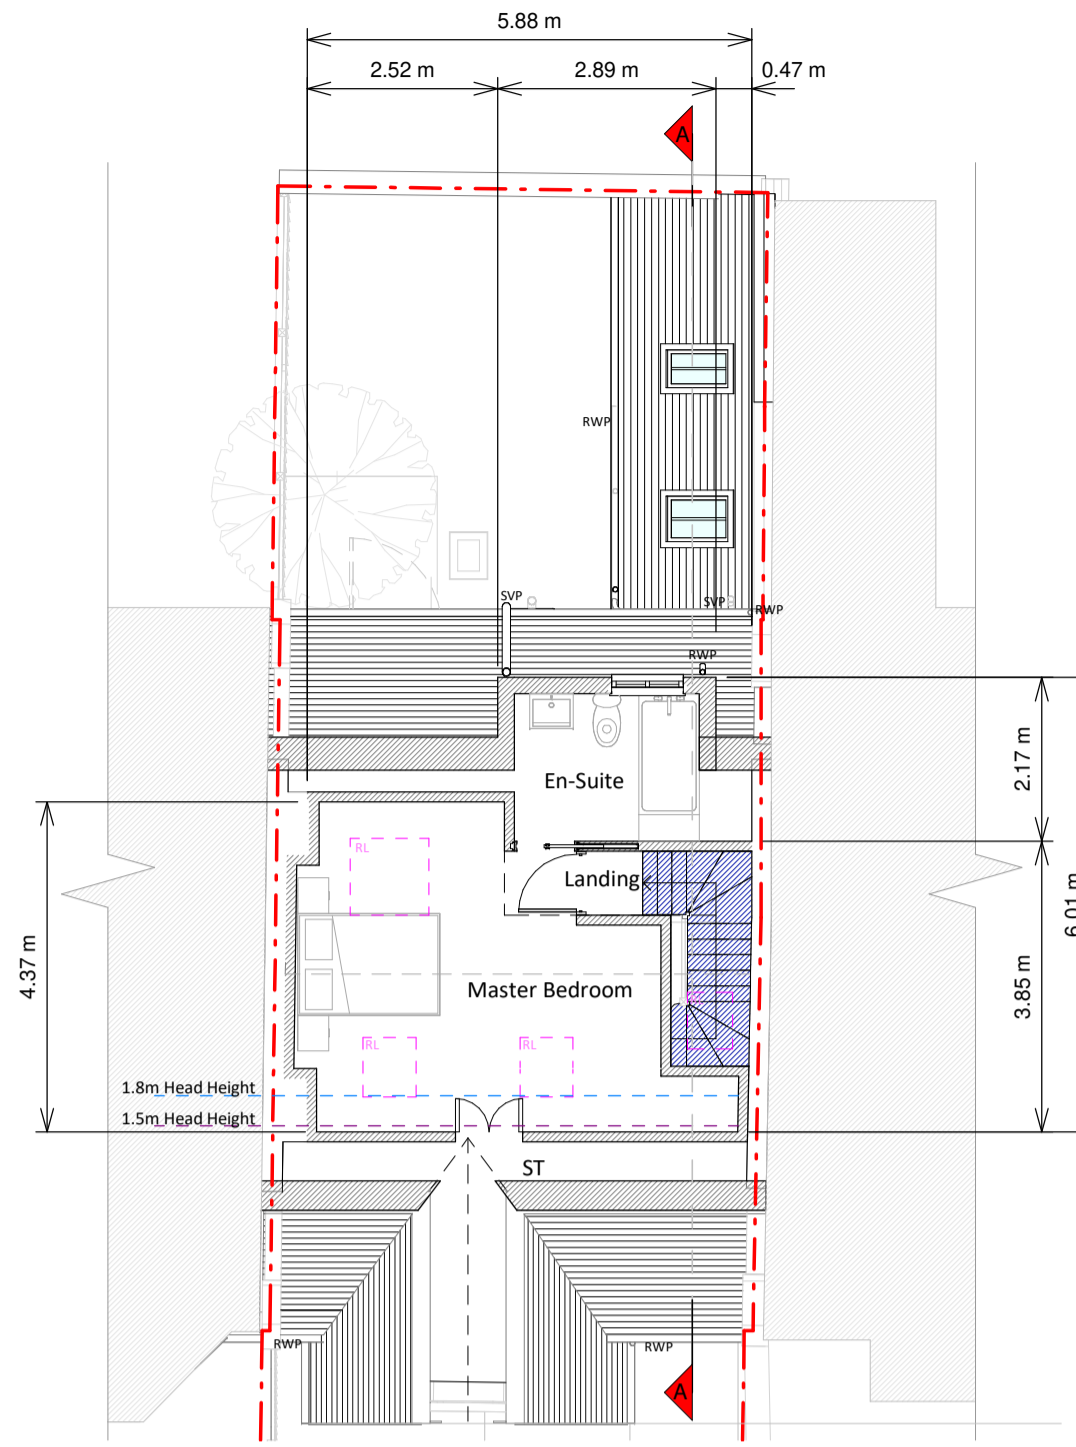 5.88 m
2.52 m
2.89 m
0.47 m
A
RWP
SVP
SVP
RWP
RWP
En-Suite
2.17 m
RL
Landing
6.01 m
4.37 m
Master Bedroom
3.85 m
RL
RL
1.8m Head Height
1.5m Head Height
ST
RWP
RWP
A